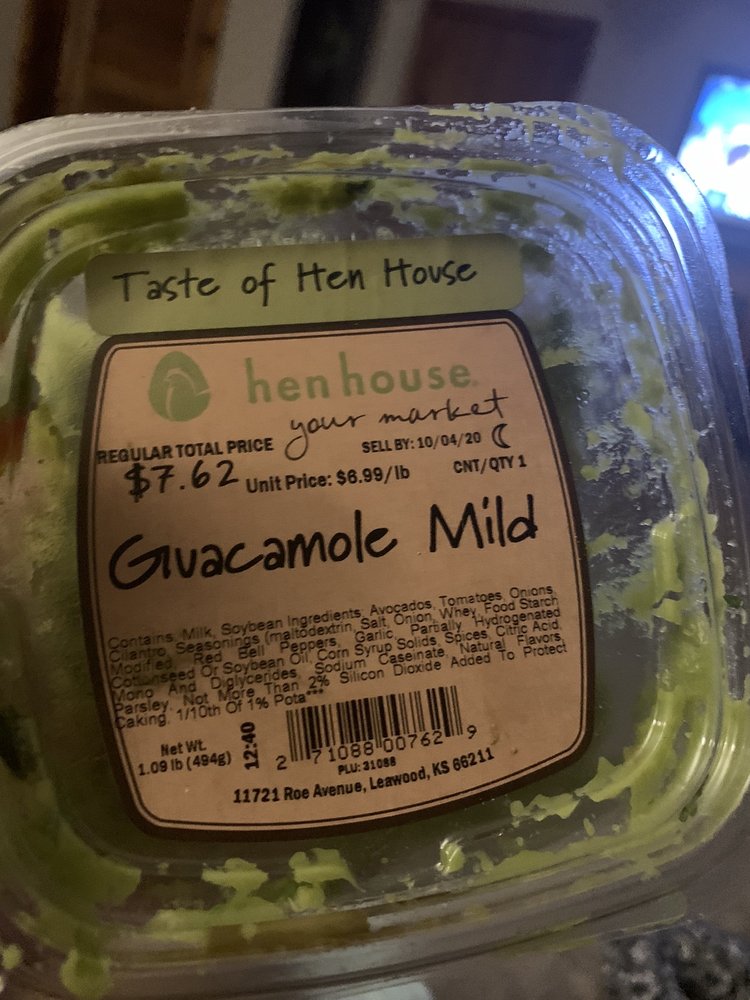 Taste of Hen House
hen house
your market
REGULAR TOTAL PRICE
SELL BY: 10/04/20
$7.62 Unit Price: $6.99/lb
CNT/QTY 1
Guacamole Mild
Contains: Milk, Soybean Ingredients: Avocados, Tomatoes, Onions,
Cilantro, Seasonings (maltodextrin, Salt, Onion, Whey, Food Starch
Modified, Red Bell Peppers, Garlic, Partially Hydrogenated
Cottonseed Or Soybean Oil, Corn Syrup Solids, Spices, Citric Acid,
Mono And Diglycerides, Sodium Caseinate, Natural Flavors,
Parsley, Not More Than 2% Silicon Dioxide Added To Protect
Caking, 1/10th Of 1% Pota***
Net Wt.
1.09 lb (494g)
12:40
2 71088 00762 9
PLU: 31088
11721 Roe Avenue, Leawood, KS 66211